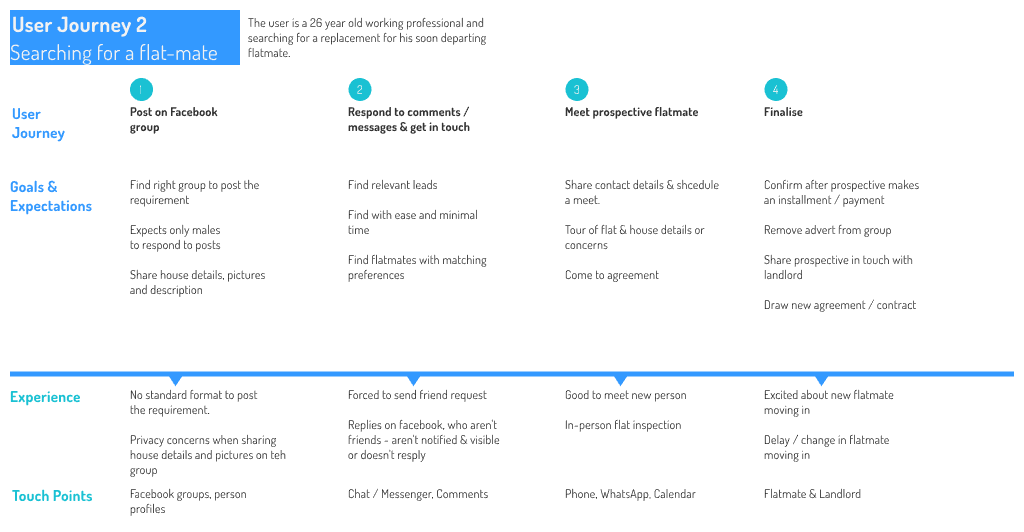 User Journey 2
Searching for a flat-mate
The user is a 26 year old working professional and
searching for a replacement for his soon departing
flatmate.
1
2
3
4
User
Journey
Post on Facebook
group
Respond to comments /
messages & get in touch
Meet prospective flatmate
Finalise
Goals &
Expectations
Find right group to post the
requirement
Expects only males
to respond to posts
Share house details, pictures
and description
Find relevant leads
Find with ease and minimal
time
Find flatmates with matching
preferences
Share contact details & shcedule
a meet.
Tour of flat & house details or
concerns
Come to agreement
Confirm after prospective makes
an installment / payment
Remove advert from group
Share prospective in touch with
landlord
Draw new agreement / contract
Experience
No standard format to post
the requirement.
Privacy concerns when sharing
house details and pictures on teh
group
Forced to send friend request
Replies on facebook, who aren't
friends - aren't notified & visible
or doesn't resply
Good to meet new person
In-person flat inspection
Excited about new flatmate
moving in
Delay / change in flatmate
moving in
Touch Points
Facebook groups, person
profiles
Chat / Messenger, Comments
Phone, WhatsApp, Calendar
Flatmate & Landlord